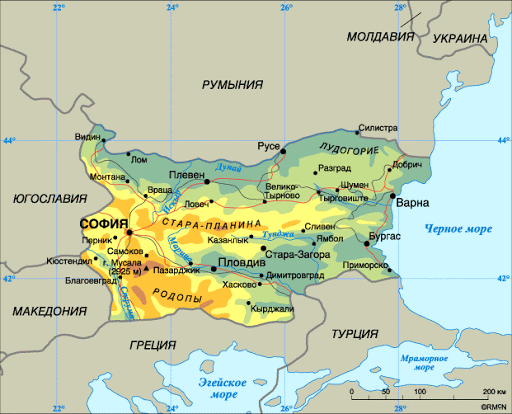 22°
24°
26°
28°
МОЛДАВИЯ
УКРАИНА
РУМЫНИЯ
44°
44°
Силистра
Видин
Русе
ЛУДОГОРИЕ
Лом
Дунай
Добрич
Плевен
Разград
Монтана
Искыр
Шумен
Враца
Велико-
Тырново
Тырговиште
ЮГОСЛАВИЯ
Ловеч
Варна
СОФИЯ
СТАРА-ПЛАНИНА
Сливен
Черное море
Перник
Казанлык
Тунджа
Ямбол
Бургас
Марица
Самоков
Стара-Загора
Кюстендил
г. Мусала
(2925 м)
Пазарджик
Пловдив
Приморско
42°
42°
Благоевград
Димитровград
Хасково
Струма
РОДОПЫ
Кырджали
МАКЕДОНИЯ
ТУРЦИЯ
ГРЕЦИЯ
Мраморное
море
Эгейское
море
0
50
100
200 км
22°
24°
26°
28°
©RMCN